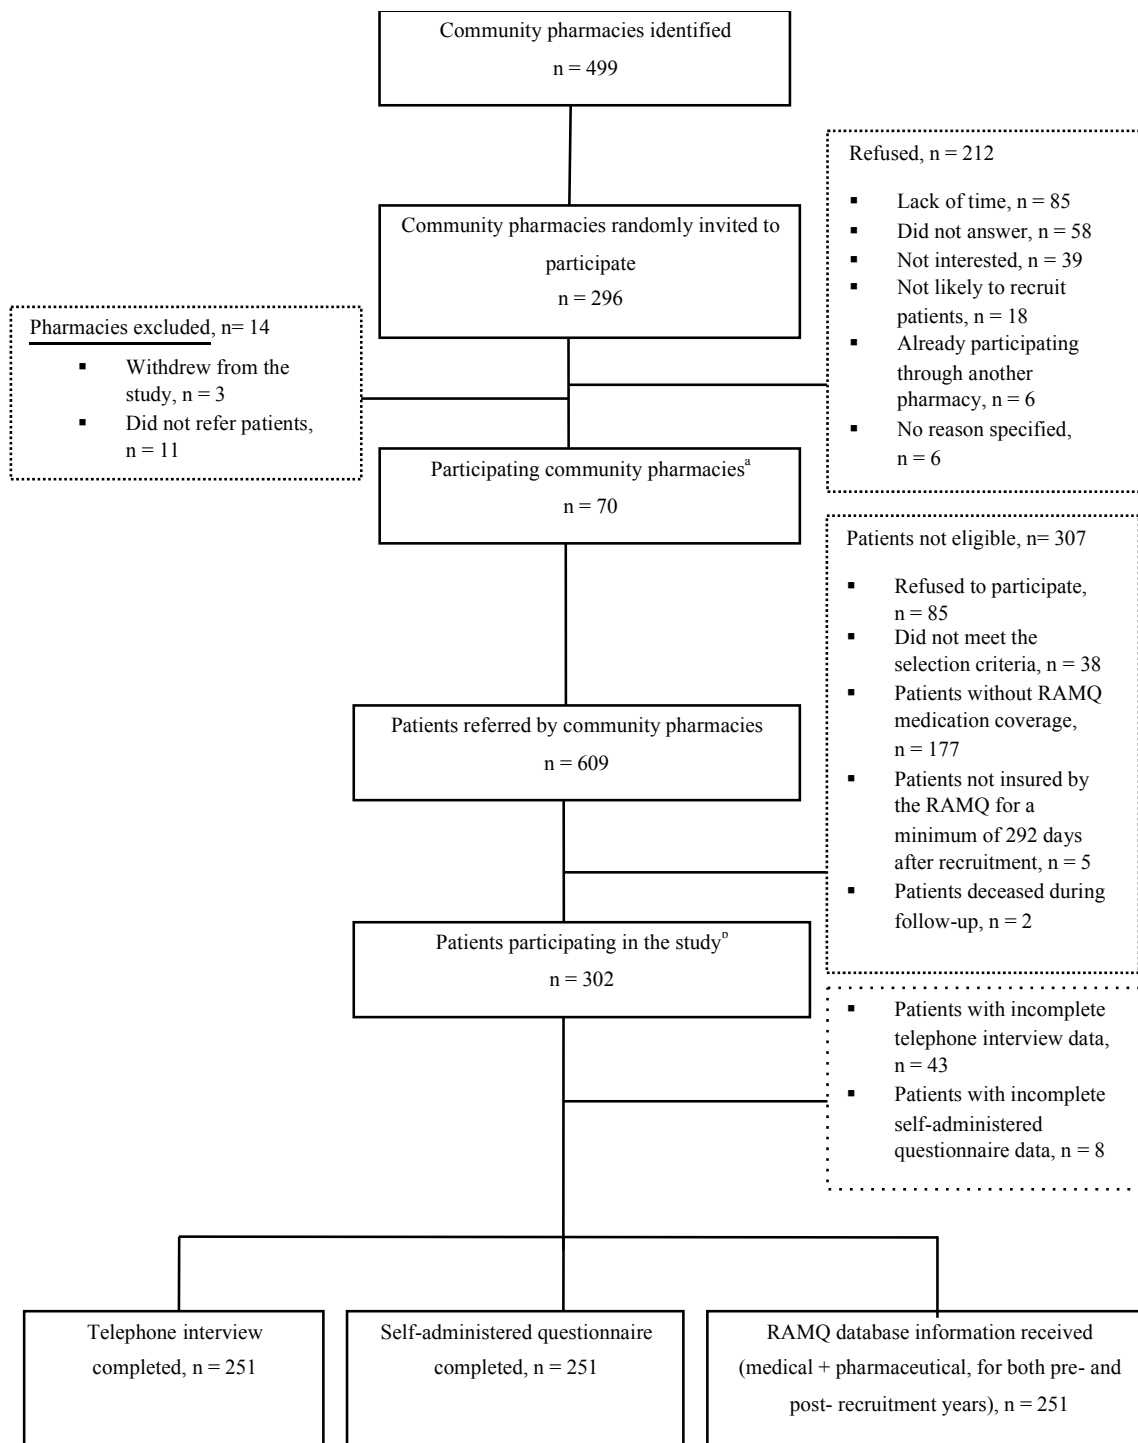 Community pharmacies identified
n = 499
Refused, n = 212
▪ Lack of time, n = 85
▪ Did not answer, n = 58
▪ Not interested, n = 39
▪ Not likely to recruit
patients, n = 18
▪ Already participating
through another
pharmacy, n = 6
▪ No reason specified,
n = 6
Community pharmacies randomly invited to
participate
n = 296
Pharmacies excluded, n= 14
▪ Withdrew from the
study, n = 3
▪ Did not refer patients,
n = 11
Participating community pharmaciesᵃ
n = 70
Patients not eligible, n= 307
▪ Refused to participate,
n = 85
▪ Did not meet the
selection criteria, n = 38
▪ Patients without RAMQ
medication coverage,
n = 177
▪ Patients not insured by
the RAMQ for a
minimum of 292 days
after recruitment, n = 5
▪ Patients deceased during
follow-up, n = 2
Patients referred by community pharmacies
n = 609
Patients participating in the studyᵇ
n = 302
▪ Patients with incomplete
telephone interview data,
n = 43
▪ Patients with incomplete
self-administered
questionnaire data, n = 8
Telephone interview
completed, n = 251
Self-administered questionnaire
completed, n = 251
RAMQ database information received
(medical + pharmaceutical, for both pre- and
post- recruitment years), n = 251